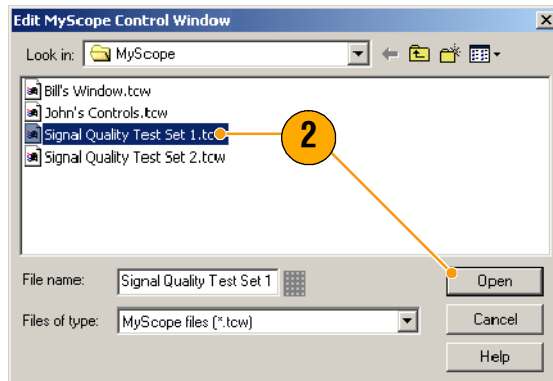 Edit MyScope Control Window
Look in: MyScope
Bill's Window.tcw
John's Controls.tcw
Signal Quality Test Set 1.tcw
Signal Quality Test Set 2.tcw
2
File name: Signal Quality Test Set 1 Open
Files of type: MyScope files (*.tcw) Cancel
Help